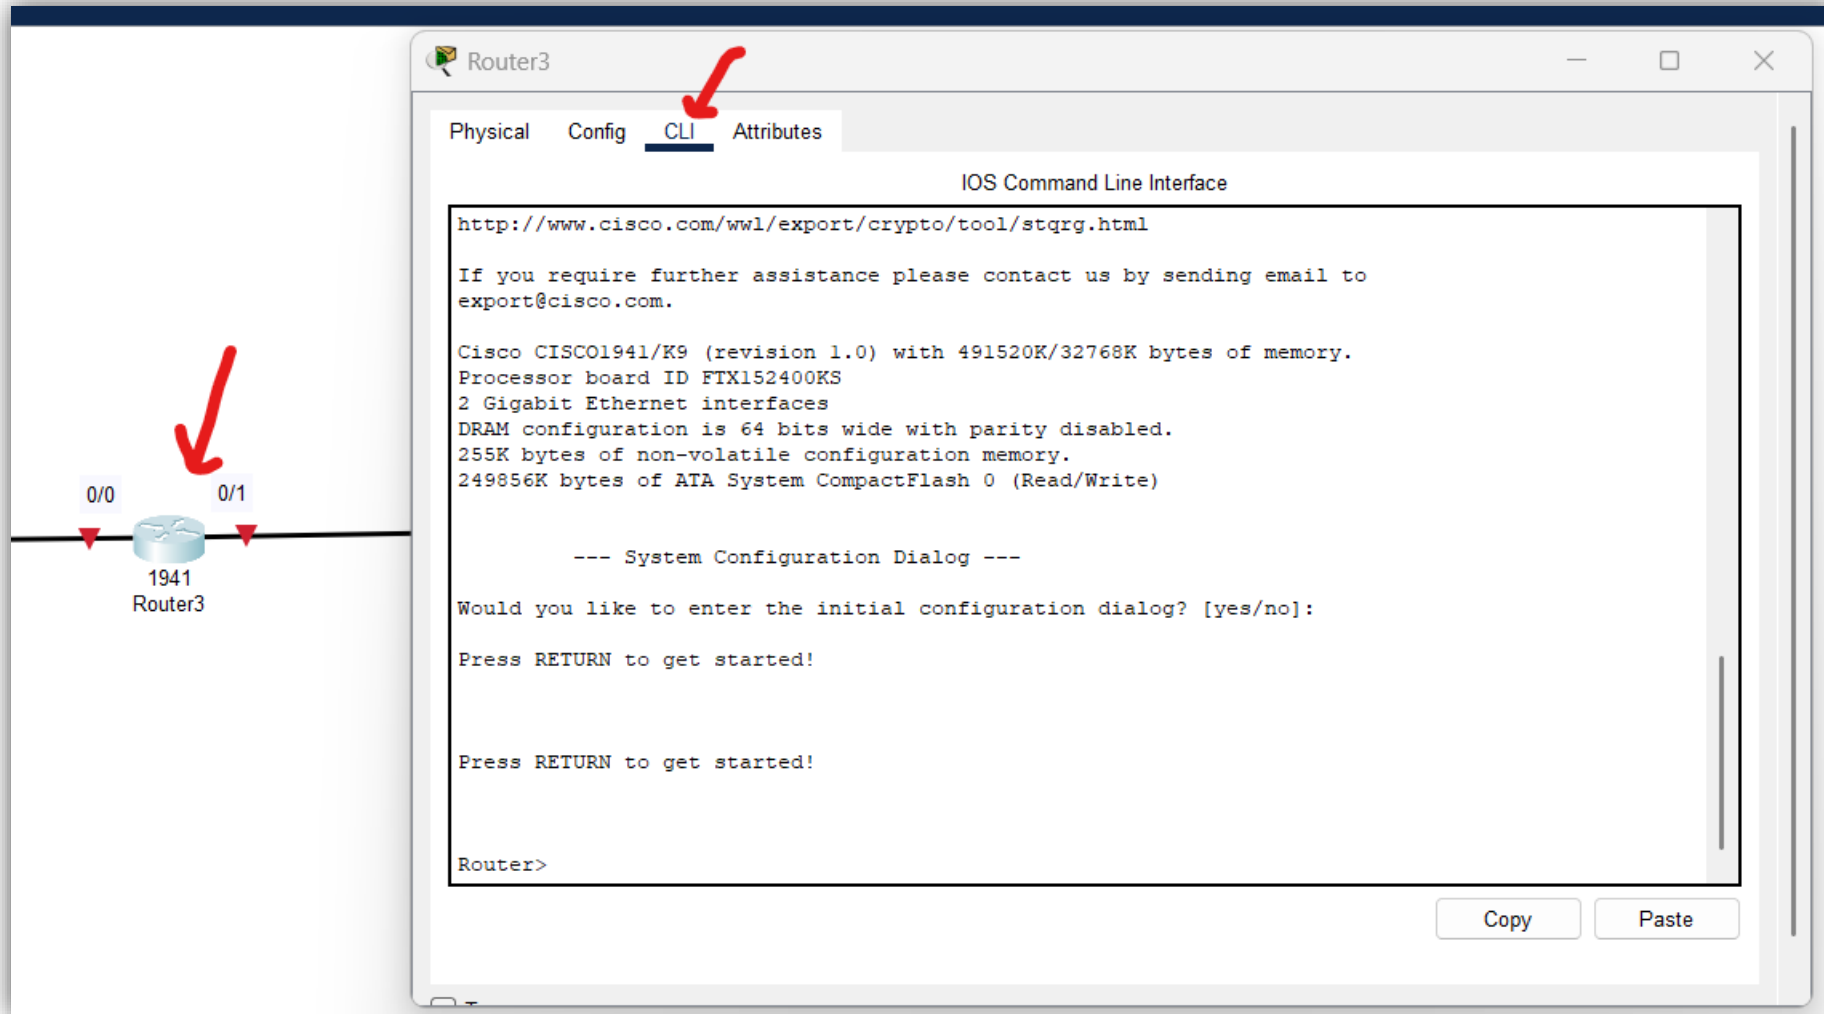 Router3
Physical Config CLI Attributes
IOS Command Line Interface
http://www.cisco.com/wwl/export/crypto/tool/stqrg.html
If you require further assistance please contact us by sending email to
export@cisco.com.
Cisco CISCO1941/K9 (revision 1.0) with 491520K/32768K bytes of memory.
Processor board ID FTX152400KS
2 Gigabit Ethernet interfaces
DRAM configuration is 64 bits wide with parity disabled.
255K bytes of non-volatile configuration memory.
249856K bytes of ATA System CompactFlash 0 (Read/Write)
--- System Configuration Dialog ---
Would you like to enter the initial configuration dialog? [yes/no]:
Press RETURN to get started!
Press RETURN to get started!
Router>
Copy Paste
0/0 0/1
1941
Router3